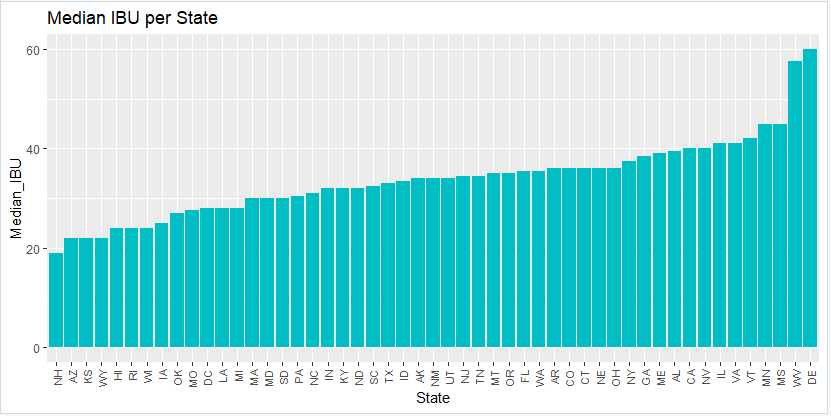 Median IBU per State
Median_IBU
60
40
20
0
NH AZ KS WY HI RI WI IA OK MO DC LA MI MA MD SD PA NC IN KY ND SC TX ID AK NM UT NJ TN MT OR FL WA AR CO CT NE OH NY GA ME AL CA NV IL VA VT MN MS WV DE
State